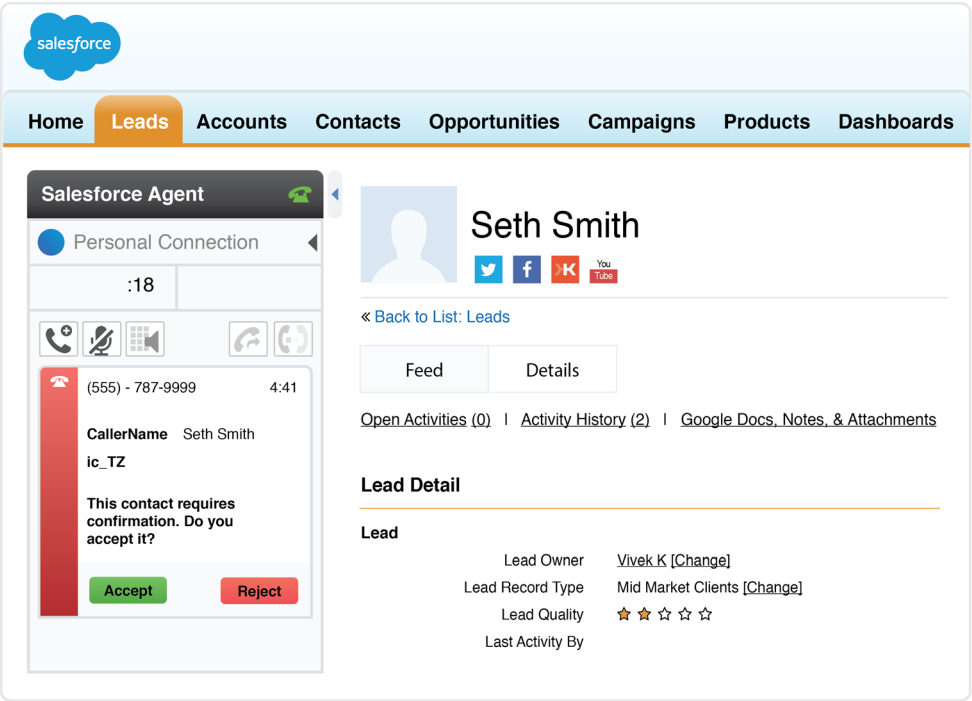 salesforce
Home Leads Accounts Contacts Opportunities Campaigns Products Dashboards
Salesforce Agent
Personal Connection
:18
(555) - 787-9999 4:41
CallerName Seth Smith
ic_TZ
This contact requires
confirmation. Do you
accept it?
Accept Reject
Seth Smith
f K You
Tube
« Back to List: Leads
Feed Details
Open Activities (0) | Activity History (2) | Google Docs, Notes, & Attachments
Lead Detail
Lead
Lead Owner Vivek K [Change]
Lead Record Type Mid Market Clients [Change]
Lead Quality
Last Activity By